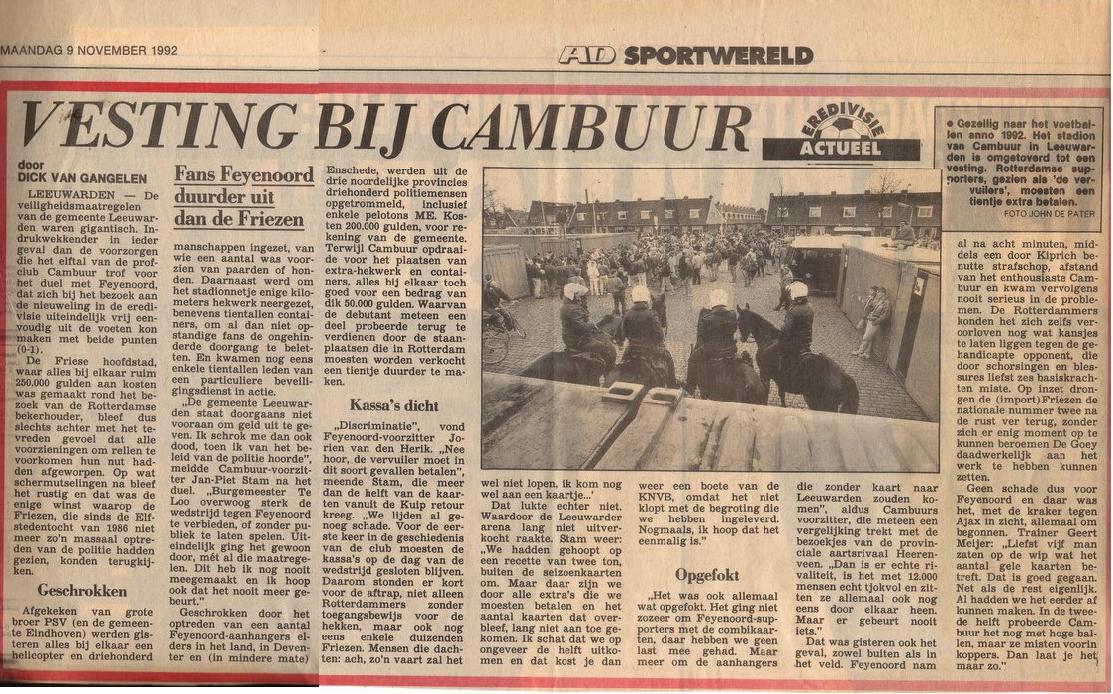 MAANDAG 9 NOVEMBER 1992
AD SPORTWERELD
VESTING BIJ CAMBUUR
EREDIVISIE
ACTUEEL
● Gezellig naar het voetbal-
len anno 1992. Het stadion
van Cambuur in Leeuwar-
den is omgetoverd tot een
vesting. Rotterdamse sup-
porters, gezien als 'de ver-
vuilers', moesten een
tientje extra betalen.
FOTO JOHN DE PATER
door
DICK VAN GANGELEN
LEEUWARDEN — De
veiligheidsmaatregelen
van de gemeente Leeuwar-
den waren gigantisch. In-
drukwekkender in ieder
geval dan de voorzorgen
die het elftal van de prof-
club Cambuur trof voor
het duel met Feyenoord,
dat zich bij het bezoek aan
de nieuweling in de eredi-
visie uiteindelijk vrij een-
voudig uit de voeten kon
maken met beide punten
(0-1).
De Friese hoofdstad,
waar alles bij elkaar ruim
250.000 gulden aan kosten
was gemaakt rond het be-
zoek van de Rotterdamse
bekerhouder, bleef dus
slechts achter met het te-
vreden gevoel dat alle
voorzieningen om rellen te
voorkomen hun nut had-
den afgeworpen. Op wat
schermutselingen na bleef
het rustig en dat was de
enige winst waarop de
Friezen, die sinds de Elf-
stedentocht van 1986 niet
meer zo'n massaal optre-
den van de politie hadden
gezien, konden terugkij-
ken.
Geschrokken
Afgekeken van grote
broer PSV (en de gemeen-
te Eindhoven) werden gis-
teren alles bij elkaar een
helicopter en driehonderd
Fans Feyenoord
duurder uit
dan de Friezen
manschappen ingezet, van
wie een aantal was voor-
zien van paarden of hon-
den. Daarnaast werd om
het stadionnetje enige kilo-
meters hekwerk neergezet,
benevens tientallen contai-
ners, om al dan niet op-
standige fans de ongehin-
derde doorgang te belet-
ten. En kwamen nog eens
enkele tientallen leden van
een particuliere beveili-
gingsdienst in actie.
„De gemeente Leeuwar-
den staat doorgaans niet
vooraan om geld uit te ge-
ven. Ik schrok me dan ook
dood, toen ik van het be-
leid van de politie hoorde",
meldde Cambuur-voorzit-
ter Jan-Piet Stam na het
duel. „Burgemeester Te
Loo overwoog sterk de
wedstrijd tegen Feyenoord
te verbieden, of zonder pu-
bliek te laten spelen. Uit-
eindelijk ging het gewoon
door, mét al die maatrege-
len. Dit heb ik nog nooit
meegemaakt en ik hoop
ook dat het nooit meer ge-
beurt."
Geschrokken door het
optreden van een aantal
Feyenoord-aanhangers el-
ders in het land, in Deven-
ter en (in mindere mate)
Enschede, werden uit de
drie noordelijke provincies
driehonderd politiemensen
opgetrommeld, inclusief
enkele pelotons ME. Kos-
ten 200.000 gulden, voor re-
kening van de gemeente.
Terwijl Cambuur opdraai-
de voor het plaatsen van
extra-hekwerk en contai-
ners, alles bij elkaar toch
goed voor een bedrag van
dik 50.000 gulden. Waarvan
de debutant meteen een
deel probeerde terug te
verdienen door de staan-
plaatsen die in Rotterdam
moesten worden verkocht
een tientje duurder te ma-
ken.
Kassa's dicht
„Discriminatie", vond
Feyenoord-voorzitter Jo-
rien van den Herik. „Nee
hoor, de vervuiler moet in
dit soort gevallen betalen",
meende Stam, die meer
dan de helft van de kaar-
ten vanuit de Kuip retour
kreeg. „We lijden al ge-
noeg schade. Voor de eer-
ste keer in de geschiedenis
van de club moesten de
kassa's op de dag van de
wedstrijd gesloten blijven.
Daarom stonden er kort
voor de aftrap, niet alleen
Rotterdammers zonder
toegangsbewijs voor de
hekken, maar ook nog
eens enkele duizenden
Friezen. Mensen die dach-
ten: ach, zo'n vaart zal het
wel niet lopen, ik kom nog
wel aan een kaartje...'
Dat lukte echter niet.
Waardoor de Leeuwarder
arena lang niet uitver-
kocht raakte. Stam weer:
„We hadden gehoopt op
een recette van twee ton,
buiten de seizoenkaarten
om. Maar daar zijn we
door alle extra's die we
moesten betalen en het
aantal kaarten dat over-
bleef, lang niet aan toe ge-
komen. Ik schat dat we op
ongeveer de helft uitko-
men en dat kost je dan
weer een boete van de
KNVB, omdat het niet
klopt met de begroting die
we hebben ingeleverd.
Nogmaals, ik hoop dat het
eenmalig is."
Opgefokt
„Het was ook allemaal
wat opgefokt. Het ging niet
zozeer om Feyenoord-sup-
porters met de combikaar-
ten, daar hebben we geen
last mee gehad. Maar
meer om de aanhangers
die zonder kaart naar
Leeuwarden zouden ko-
men", aldus Cambuurs
voorzitter, die meteen een
vergelijking trekt met de
bezoekjes van de provin-
ciale aartsrivaal Heeren-
veen. „Dan is er echte ri-
valiteit, is het met 12.000
mensen echt tjokvol en zit-
ten ze allemaal ook nog
eens door elkaar heen.
Maar er gebeurt nooit
iets."
Dat was gisteren ook het
geval, zowel buiten als in
het veld. Feyenoord nam
al na acht minuten, mid-
dels een door Kiprich be-
nutte strafschop, afstand
van het enthousiaste Cam-
buur en kwam vervolgens
nooit serieus in de proble-
men. De Rotterdammers
konden het zich zelfs ver-
oorloven nog wat kansjes
te laten liggen tegen de ge-
handicapte opponent, die
door schorsingen en bles-
sures liefst zes basiskrach-
ten miste. Op inzet dron-
gen de (import)Friezen de
nationale nummer twee na
de rust ver terug, zonder
zich er enig moment op te
kunnen beroemen De Goey
daadwerkelijk aan het
werk te hebben kunnen
zetten.
Geen schade dus voor
Feyenoord en daar was
het, met de kraker tegen
Ajax in zicht, allemaal om
begonnen. Trainer Geert
Meijer: „Liefst vijf man
zaten op de wip wat het
aantal gele kaarten be-
treft. Dat is goed gegaan.
Net als de rest eigenlijk.
Al hadden we het eerder af
kunnen maken. In de twee-
de helft probeerde Cam-
buur het nog met hoge bal-
len, maar ze misten voorin
koppers. Dan laat je het
maar zo."